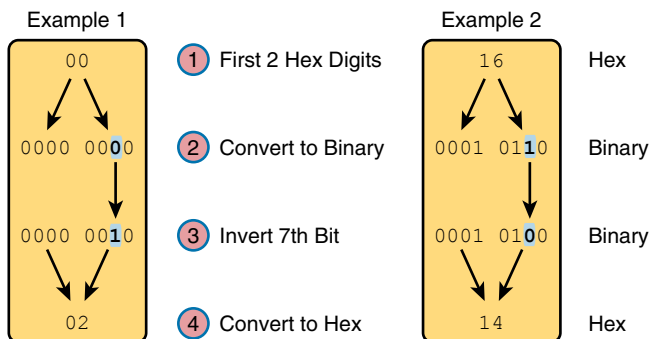 Example 1 Example 2
00 1 First 2 Hex Digits 16 Hex
0000 0000 2 Convert to Binary 0001 0110 Binary
0000 0010 3 Invert 7th Bit 0001 0100 Binary
02 4 Convert to Hex 14 Hex